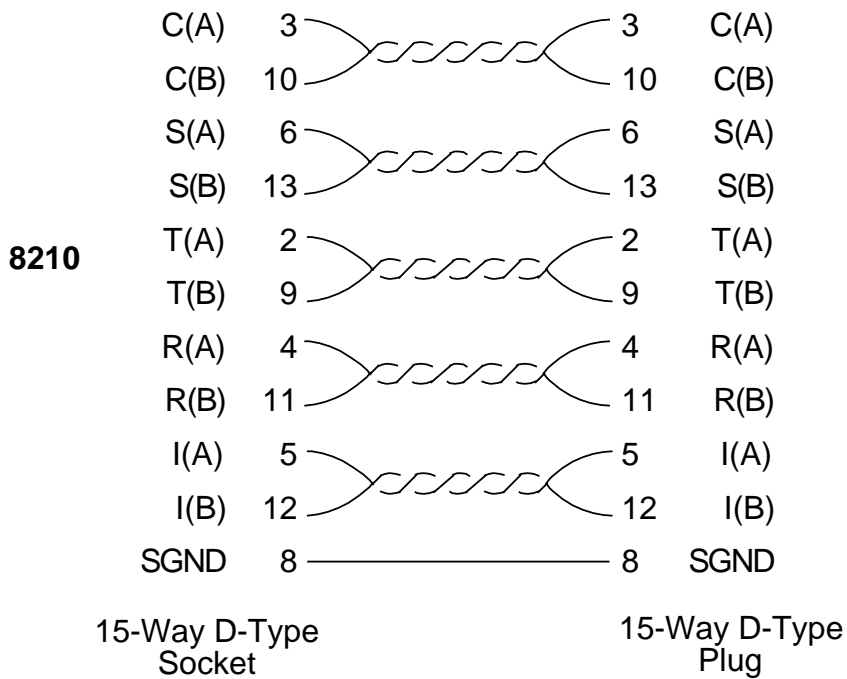 C(A) 3 3 C(A)
C(B) 10 10 C(B)
S(A) 6 6 S(A)
S(B) 13 13 S(B)
T(A) 2 2 T(A)
8210
T(B) 9 9 T(B)
R(A) 4 4 R(A)
R(B) 11 11 R(B)
I(A) 5 5 I(A)
I(B) 12 12 I(B)
SGND 8 8 SGND
15-Way D-Type
Socket
15-Way D-Type
Plug